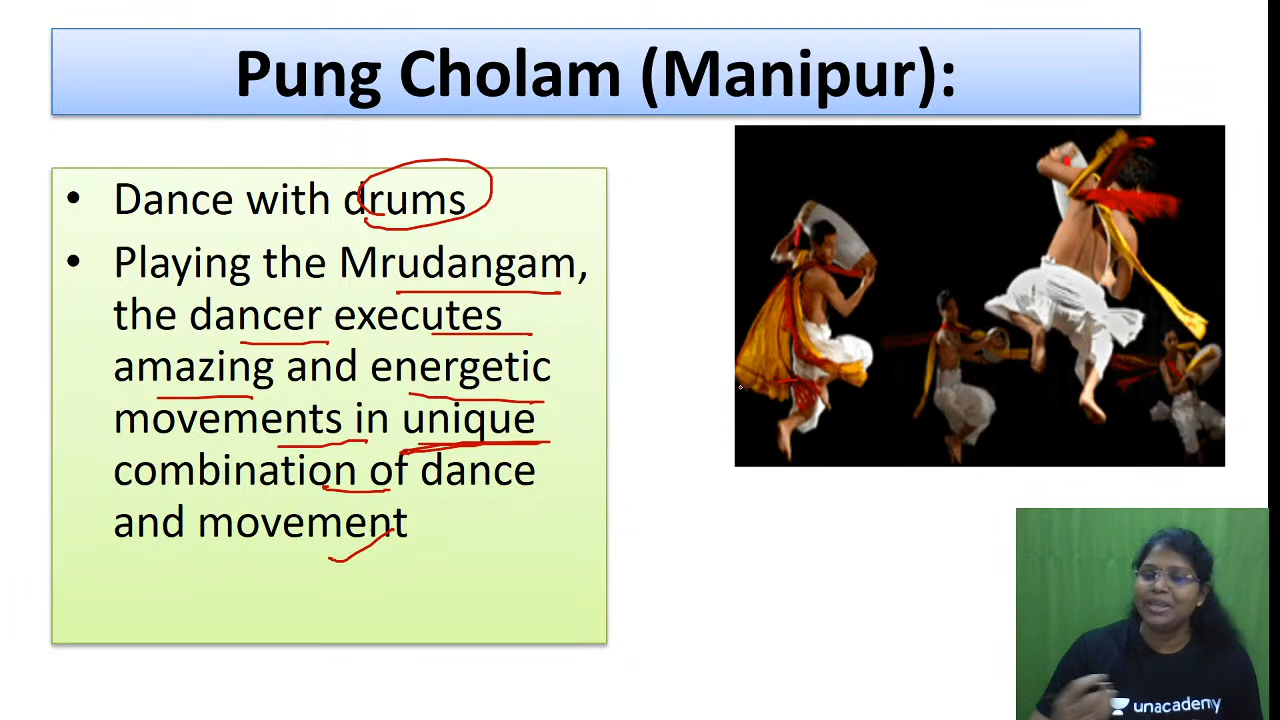 Pung Cholam (Manipur):
• Dance with drums
• Playing the Mrudangam,
the dancer executes
amazing and energetic
movements in unique
combination of dance
and movement
unacademy